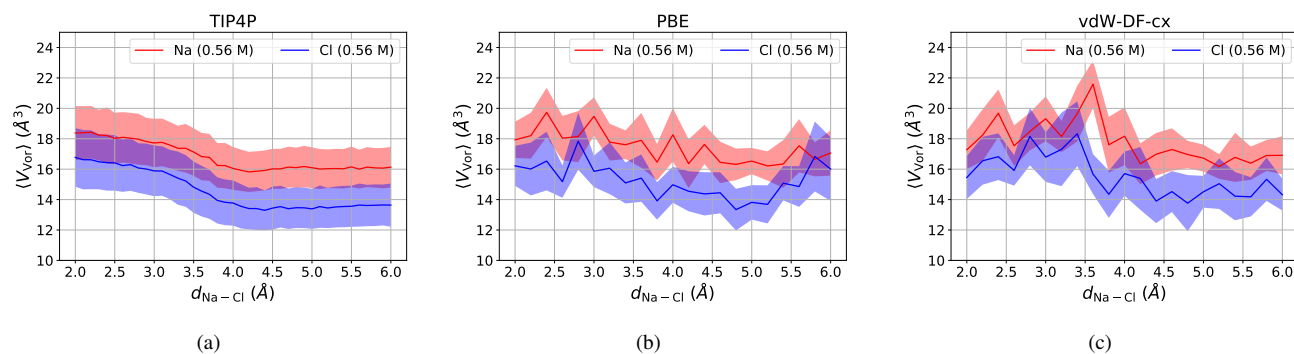 TIP4P
24
22
20
18
16
14
12
10
⟨V_Vor⟩ (Å³)
Na (0.56 M) Cl (0.56 M)
2.0 2.5 3.0 3.5 4.0 4.5 5.0 5.5 6.0
d_Na−Cl (Å)
(a)
PBE
24
22
20
18
16
14
12
10
⟨V_Vor⟩ (Å³)
Na (0.56 M) Cl (0.56 M)
2.0 2.5 3.0 3.5 4.0 4.5 5.0 5.5 6.0
d_Na−Cl (Å)
(b)
vdW-DF-cx
24
22
20
18
16
14
12
10
⟨V_Vor⟩ (Å³)
Na (0.56 M) Cl (0.56 M)
2.0 2.5 3.0 3.5 4.0 4.5 5.0 5.5 6.0
d_Na−Cl (Å)
(c)